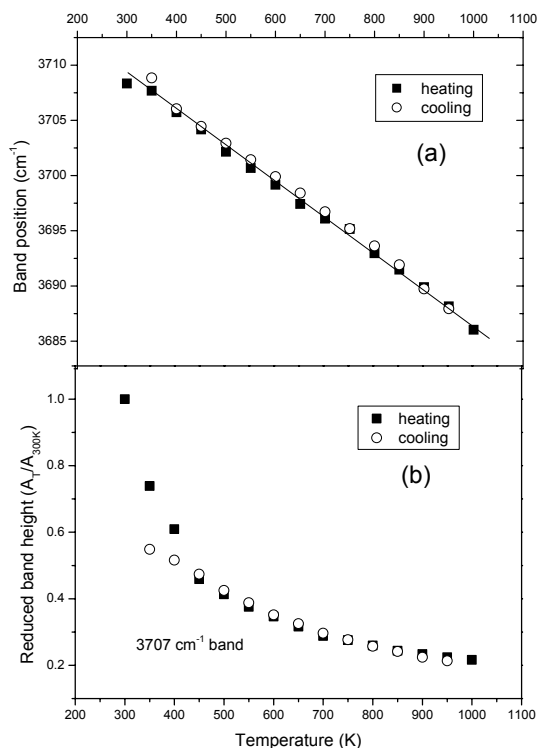 200 300 400 500 600 700 800 900 1000 1100
3710
3705
3700
3695
3690
3685
Band position (cm⁻¹)
heating
cooling
(a)
1.0
0.8
0.6
0.4
0.2
Reduced band height (A_T/A_300K)
heating
cooling
(b)
3707 cm⁻¹ band
200 300 400 500 600 700 800 900 1000 1100
Temperature (K)